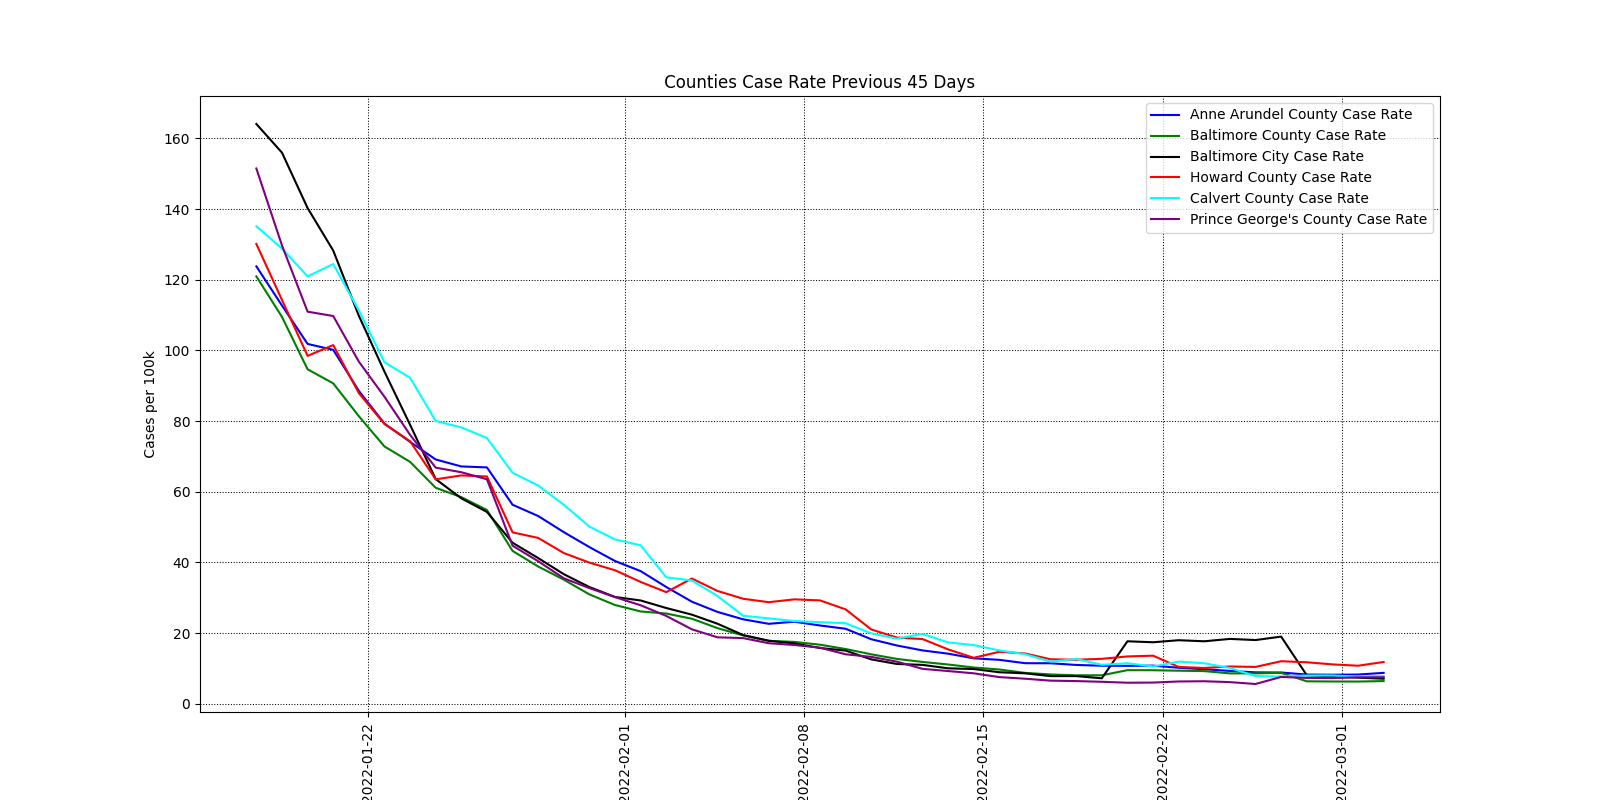 Counties Case Rate Previous 45 Days
Cases per 100k
160
140
120
100
80
60
40
20
0
Anne Arundel County Case Rate
Baltimore County Case Rate
Baltimore City Case Rate
Howard County Case Rate
Calvert County Case Rate
Prince George's County Case Rate
2022-01-22
2022-02-01
2022-02-08
2022-02-15
2022-02-22
2022-03-01